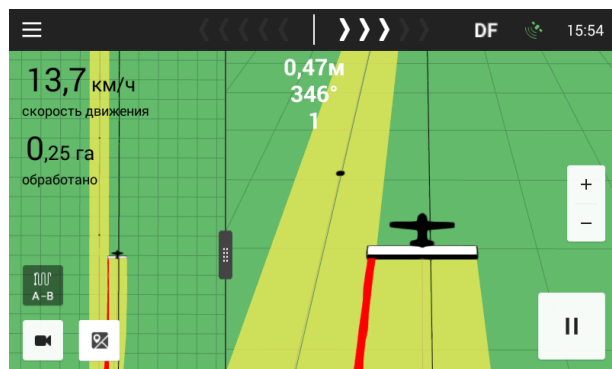 DF
15:54
13,7 км/ч
скорость движения
0,25 га
обработано
0,47м
346°
1
+
−
A-B